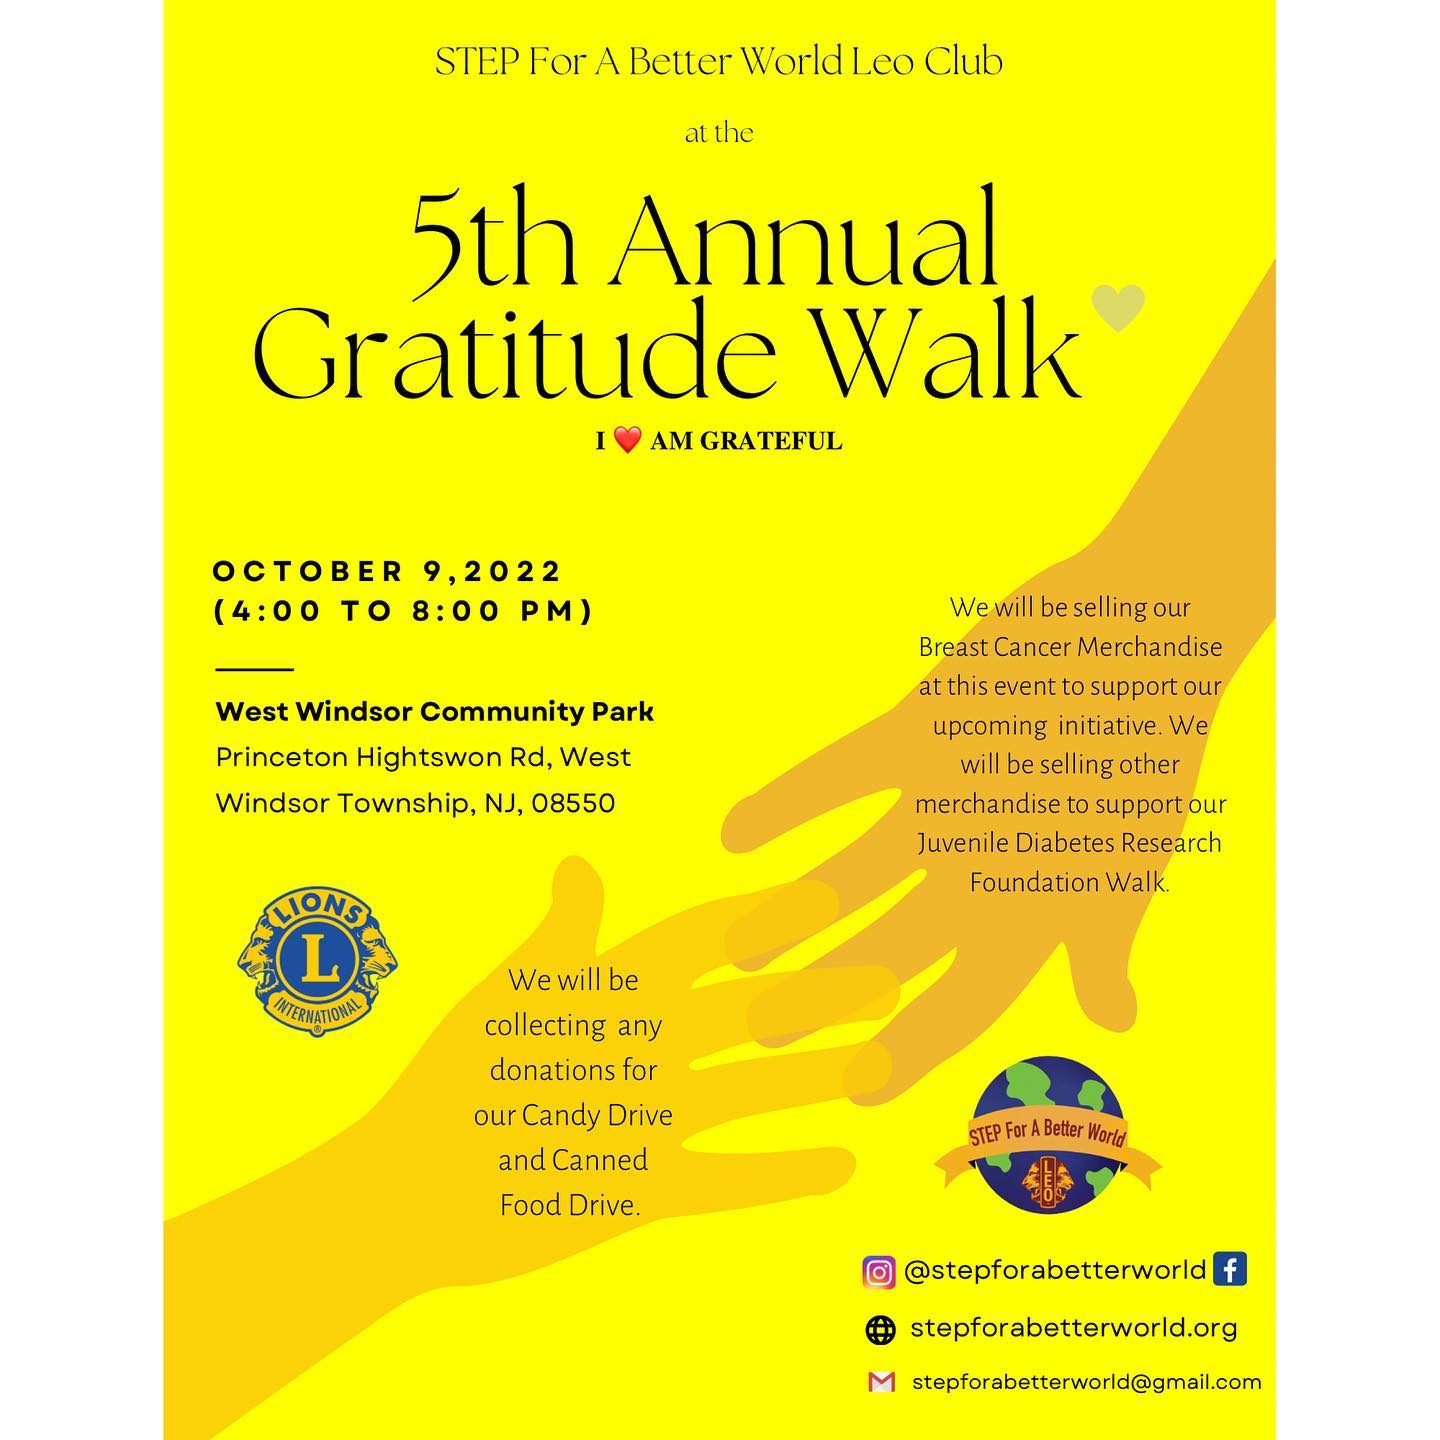 STEP For A Better World Leo Club
at the
5th Annual
Gratitude Walk
I ❤️ AM GRATEFUL
OCTOBER 9,2022
(4:00 TO 8:00 PM)
West Windsor Community Park
Princeton Hightswon Rd, West
Windsor Township, NJ, 08550
We will be selling our
Breast Cancer Merchandise
at this event to support our
upcoming initiative. We
will be selling other
merchandise to support our
Juvenile Diabetes Research
Foundation Walk.
LIONS
L
INTERNATIONAL
®
We will be
collecting any
donations for
our Candy Drive
and Canned
Food Drive.
STEP For A Better World
LEO
@stepforabetterworld
stepforabetterworld.org
stepforabetterworld@gmail.com